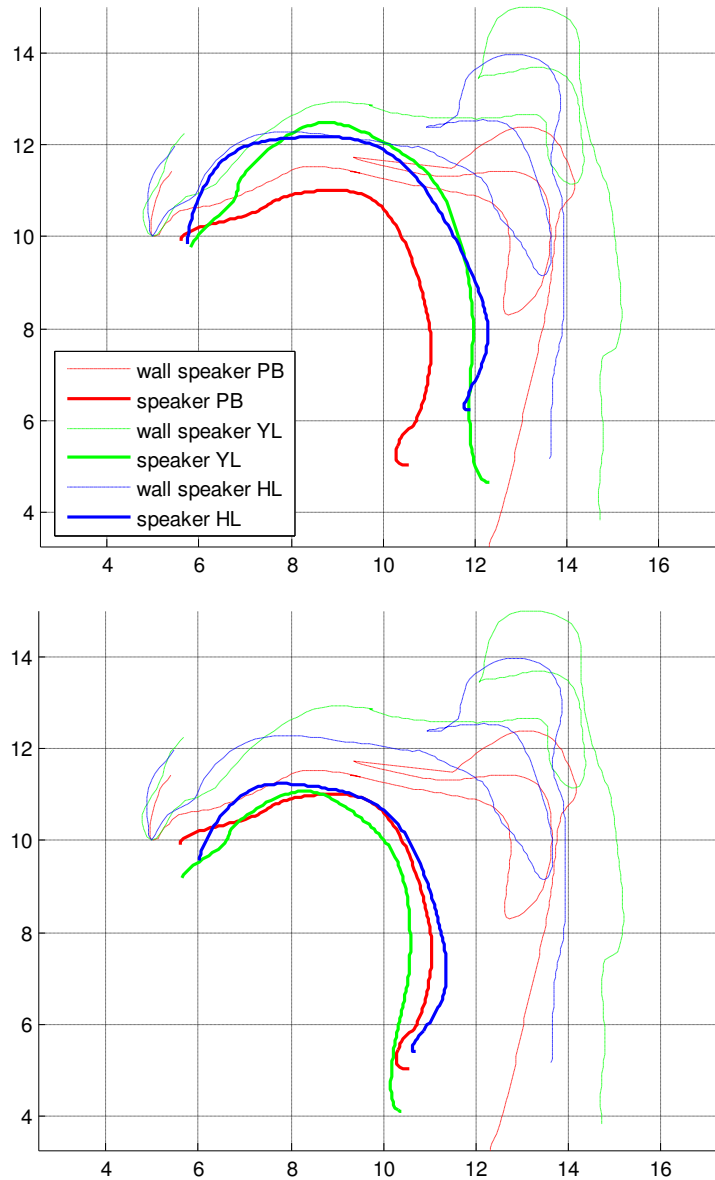 14
12
10
8
6
4
wall speaker PB
speaker PB
wall speaker YL
speaker YL
wall speaker HL
speaker HL
4 6 8 10 12 14 16
14
12
10
8
6
4
4 6 8 10 12 14 16